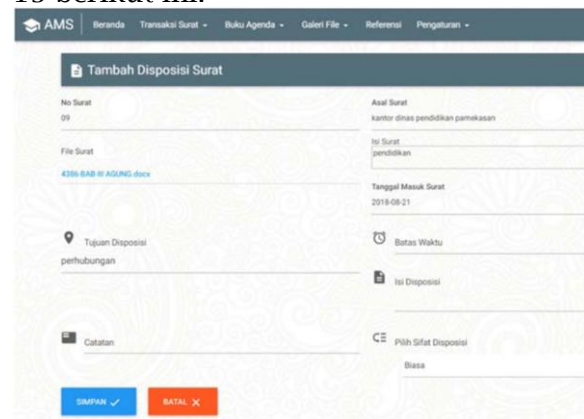 15 berikut ini.
AMS Beranda Transaksi Surat Buku Agenda Galeri File Referensi Pengaturan
Tambah Disposisi Surat
No Surat
09
Asal Surat
kantor dinas pendidikan pamekasan
File Surat
4386-BAB III AGUNG.docx
Isi Surat
pendidikan
Tanggal Masuk Surat
2018-08-21
Tujuan Disposisi
perhubungan
Batas Waktu
Isi Disposisi
Catatan
Pilih Sifat Disposisi
Biasa
SIMPAN
BATAL